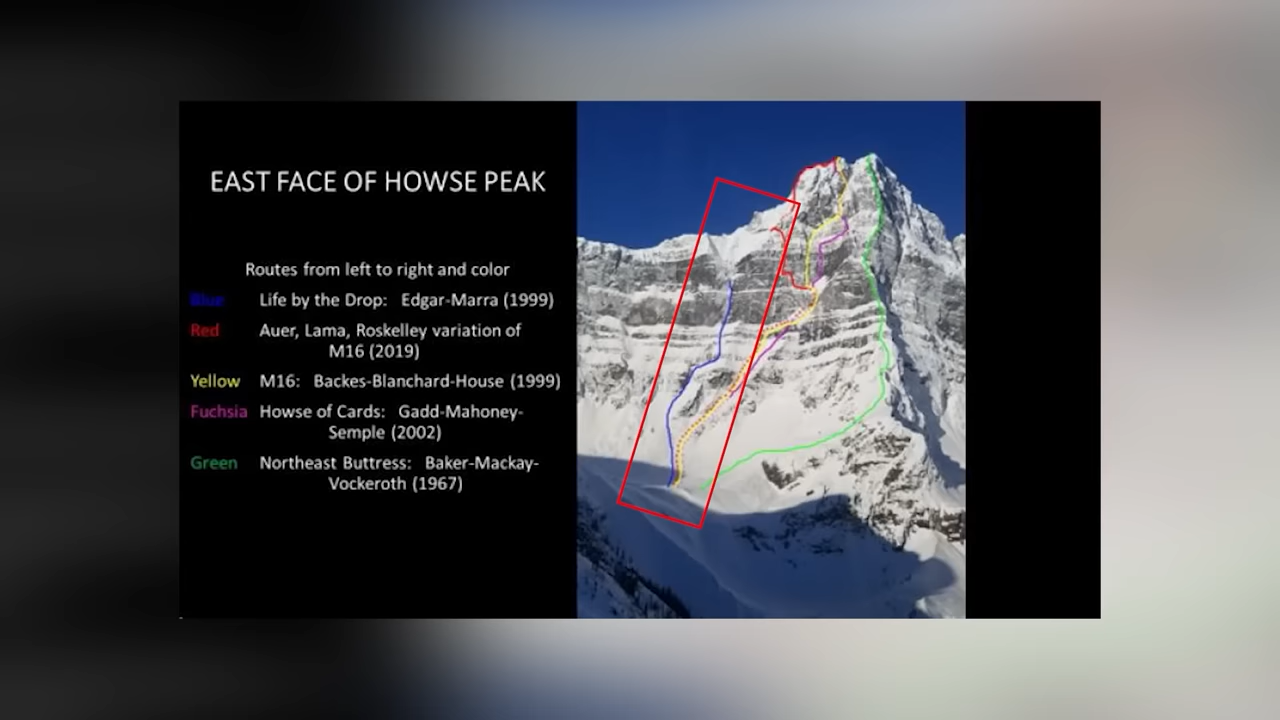 EAST FACE OF HOWSE PEAK
Routes from left to right and color
Blue Life by the Drop: Edgar-Marra (1999)
Red Auer, Lama, Roskelley variation of
M16 (2019)
Yellow M16: Backes-Blanchard-House (1999)
Fuchsia Howse of Cards: Gadd-Mahoney-
Semple (2002)
Green Northeast Buttress: Baker-Mackay-
Vockeroth (1967)